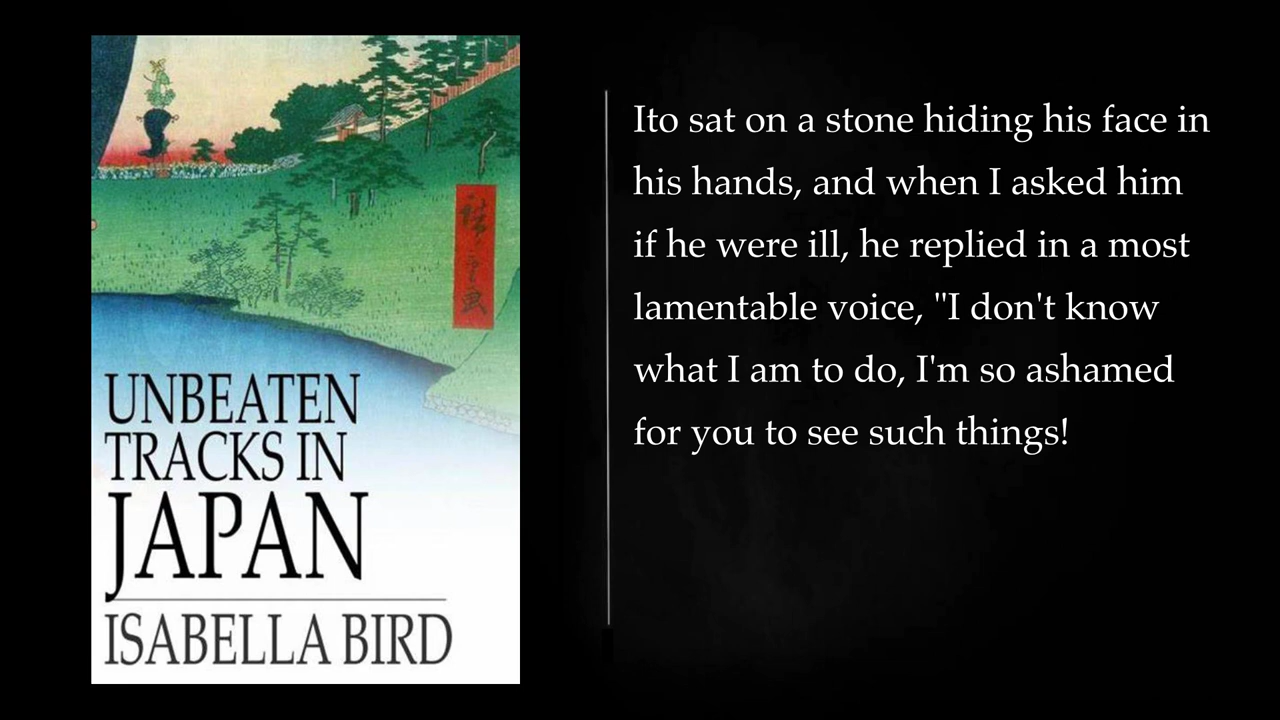 UNBEATEN
TRACKS IN
JAPAN
ISABELLA BIRD
Ito sat on a stone hiding his face in
his hands, and when I asked him
if he were ill, he replied in a most
lamentable voice, "I don't know
what I am to do, I'm so ashamed
for you to see such things!